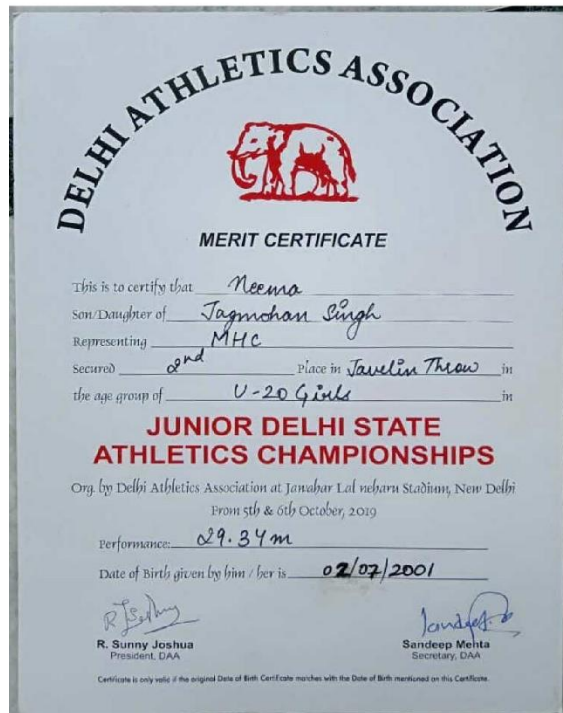 DELHI ATHLETICS ASSOCIATION
MERIT CERTIFICATE
This is to certify that Neema
Son/Daughter of Jagmohan Singh
Representing MHC
Secured 2nd Place in Javelin Throw in
the age group of U-20 Girls in
JUNIOR DELHI STATE
ATHLETICS CHAMPIONSHIPS
Org. by Delhi Athletics Association at Jawahar Lal neharu Stadium, New Delhi
From 5th & 6th October, 2019
Performance: 29.34m
Date of Birth given by him / her is 02/07/2001
R. Sunny Joshua
President, DAA
Sandeep Mehta
Secretary, DAA
Certificate is only valid if the original Date of Birth Certificate matches with the Date of Birth mentioned on this Certificate.